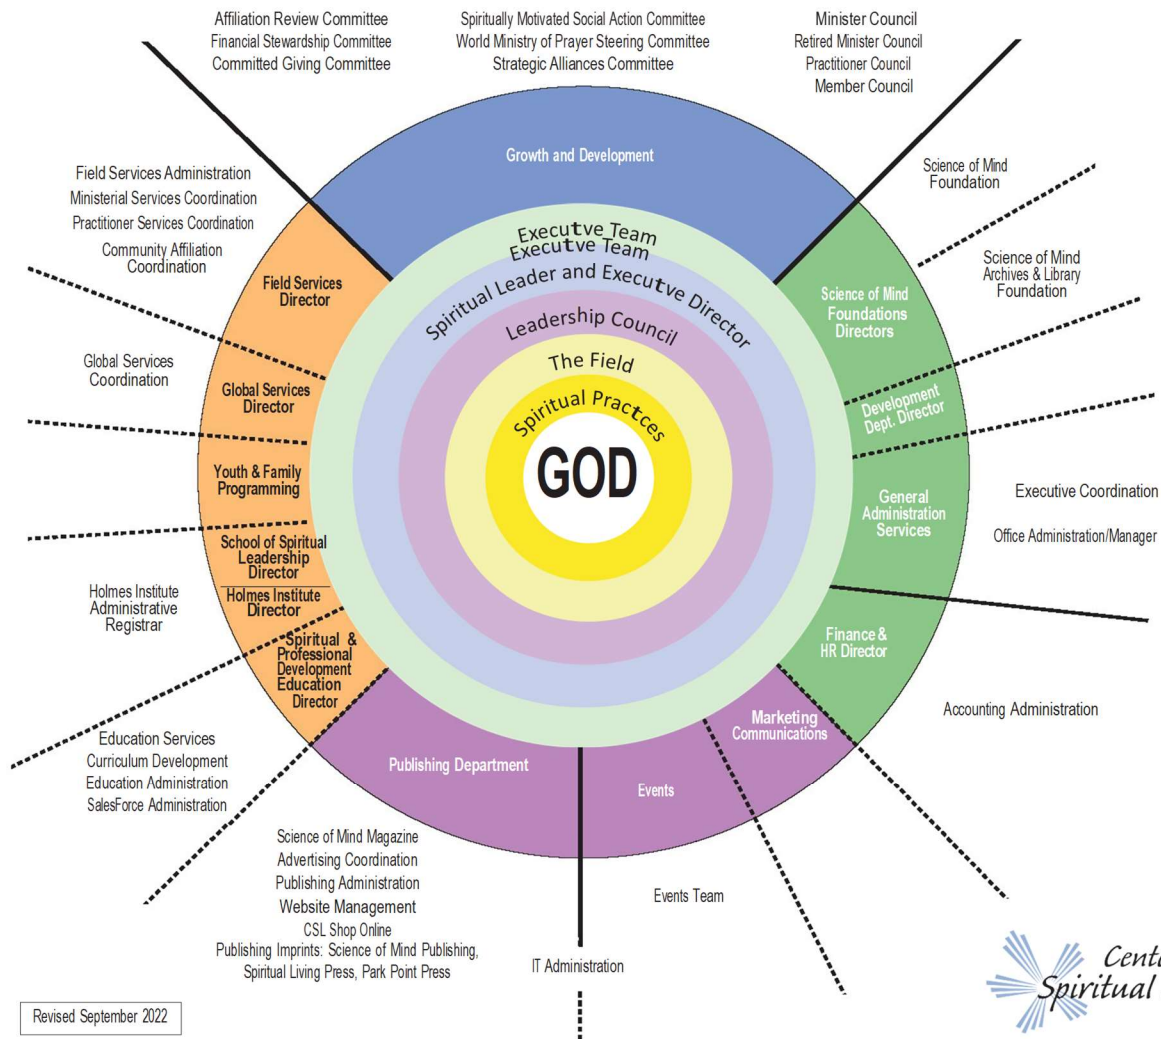 Affiliation Review Committee
Financial Stewardship Committee
Committed Giving Committee
Spiritually Motivated Social Action Committee
World Ministry of Prayer Steering Committee
Strategic Alliances Committee
Minister Council
Retired Minister Council
Practitioner Council
Member Council
Growth and Development
Field Services Administration
Ministerial Services Coordination
Practitioner Services Coordination
Community Affiliation
Coordination
Field Services
Director
Global Services
Coordination
Global Services
Director
Youth & Family
Programming
School of Spiritual
Leadership
Director
Holmes Institute
Director
Holmes Institute
Administrative
Registrar
Spiritual &
Professional
Development
Education
Director
Education Services
Curriculum Development
Education Administration
SalesForce Administration
Executive Team
Executive Team
Spiritual Leader and Executive Director
Leadership Council
The Field
Spiritual Practces
GOD
Science of Mind
Foundation
Science of Mind
Archives & Library
Foundation
Science of Mind
Foundations
Directors
Development
Dept. Director
General
Administration
Services
Executive Coordination
Office Administration/Manager
Finance &
HR Director
Accounting Administration
Marketing
Communications
Events
Events Team
Publishing Department
Science of Mind Magazine
Advertising Coordination
Publishing Administration
Website Management
CSL Shop Online
Publishing Imprints: Science of Mind Publishing,
Spiritual Living Press, Park Point Press
IT Administration
Revised September 2022
Spiritual